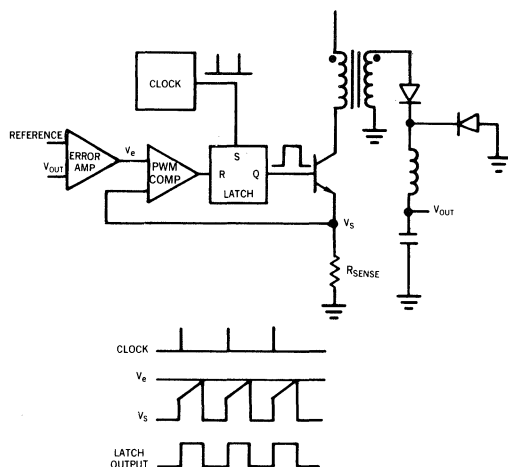 CLOCK
REFERENCE
VOUT
ERROR
AMP
Ve
PWM
COMP
S
R
Q
LATCH
VS
VOUT
RSENSE
CLOCK
Ve
VS
LATCH
OUTPUT